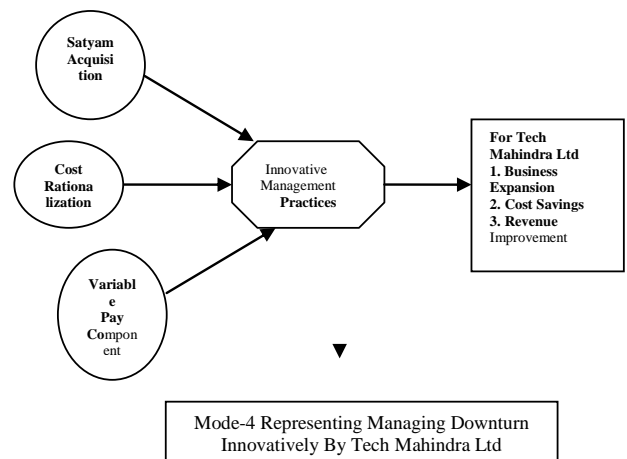 Satyam
Acquisi
tion
Cost
Rationa
lization
Variabl
e
Pay
Compon
ent
Innovative
Management
Practices
For Tech
Mahindra Ltd
1. Business
Expansion
2. Cost Savings
3. Revenue
Improvement
Mode-4 Representing Managing Downturn
Innovatively By Tech Mahindra Ltd